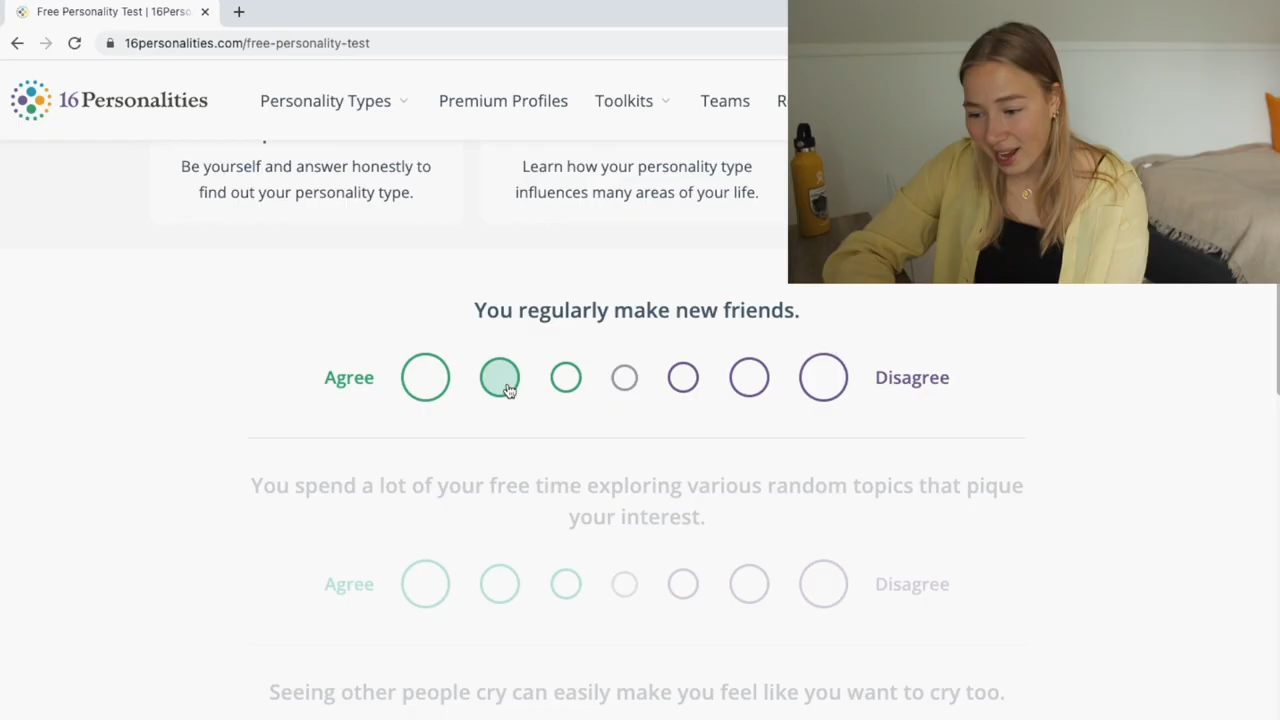 Free Personality Test | 16Perso
16personalities.com/free-personality-test
16Personalities
Personality Types
Premium Profiles
Toolkits
Teams
R
Be yourself and answer honestly to
find out your personality type.
Learn how your personality type
influences many areas of your life.
You regularly make new friends.
Agree
Disagree
You spend a lot of your free time exploring various random topics that pique
your interest.
Agree
Disagree
Seeing other people cry can easily make you feel like you want to cry too.